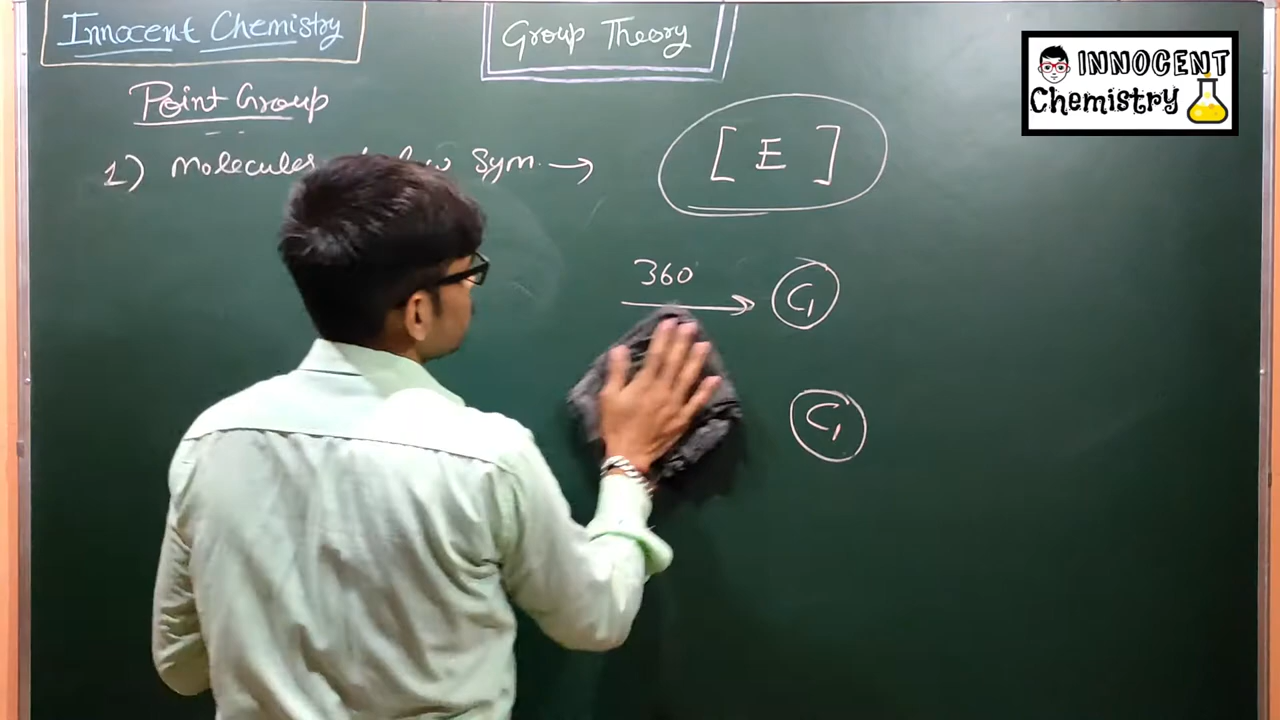 Innocent Chemistry
Group Theory
INNOCENT
Chemistry
Point Group
1) Molecules Sym. →
[ E ]
360
C₁
C₁